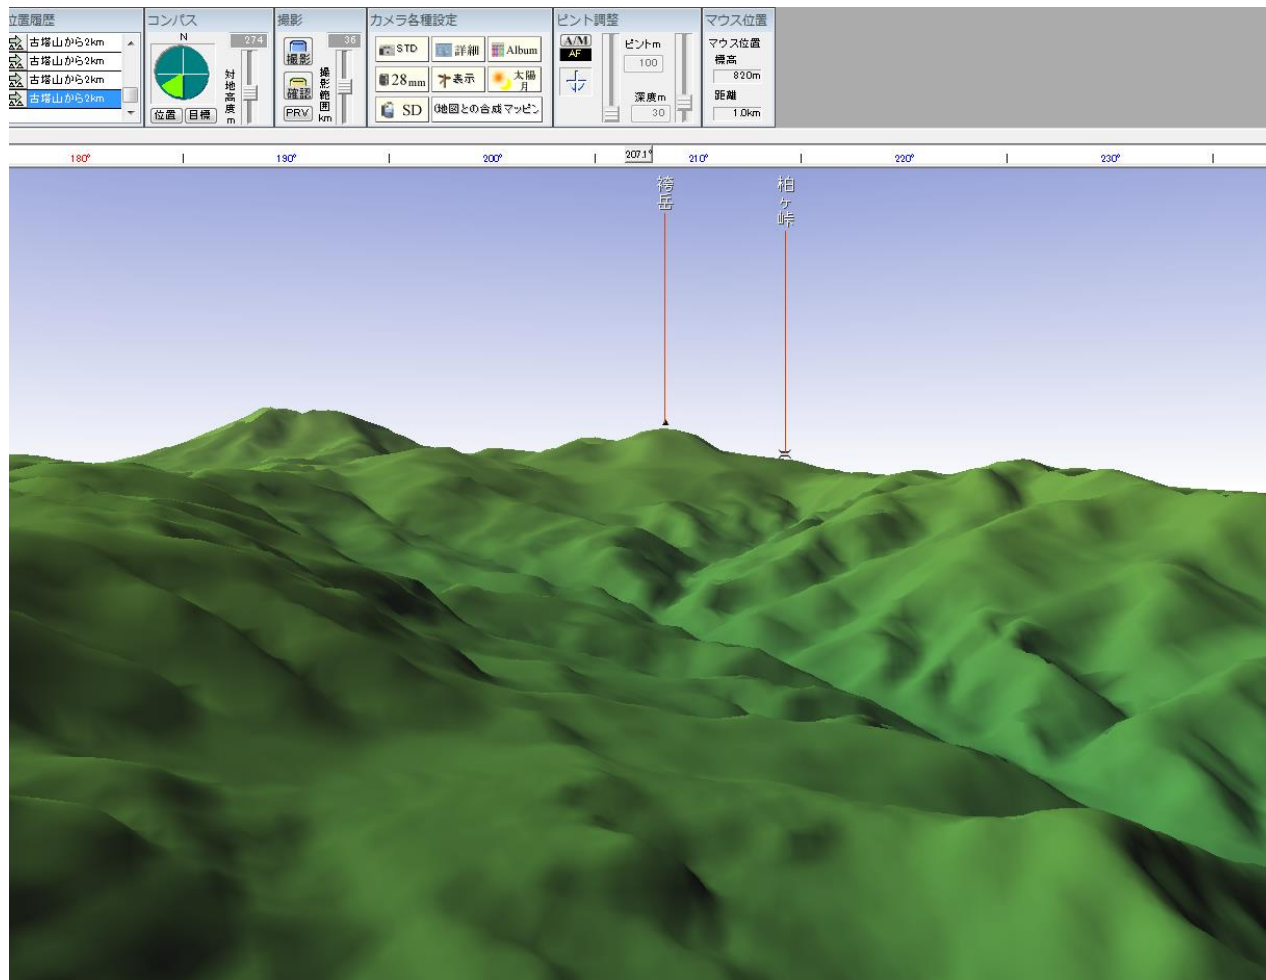 位置履歴
古塔山から2km
古塔山から2km
古塔山から2km
古塔山から2km
コンパス
N
274
対地高度m
位置 目標
撮影
36
撮影
確認
PRV
撮影範囲km
カメラ各種設定
STD 詳細 Album
28mm 表示 太陽月
SD 地図との合成マッピン
ピント調整
A/M
AF
ピントm
100
深度m
30
マウス位置
マウス位置
標高
820m
距離
1.0km
180° 190° 200° 207.1° 210° 220° 230°
袴岳
柏ヶ峠